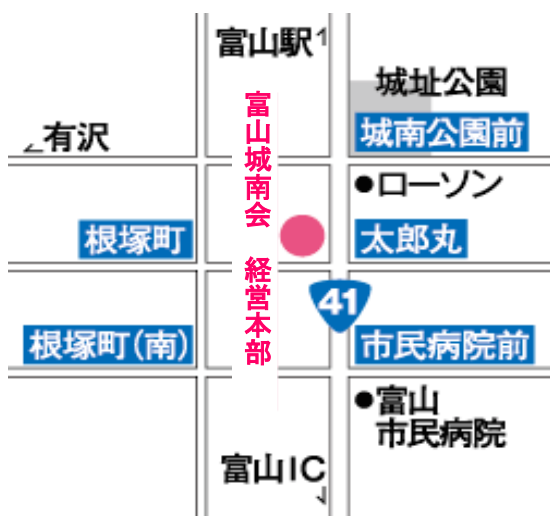 富山駅
城址公園
有沢
城南公園前
富山城南会 経営本部
ローソン
根塚町
太郎丸
41
根塚町(南)
市民病院前
富山
市民病院
富山IC